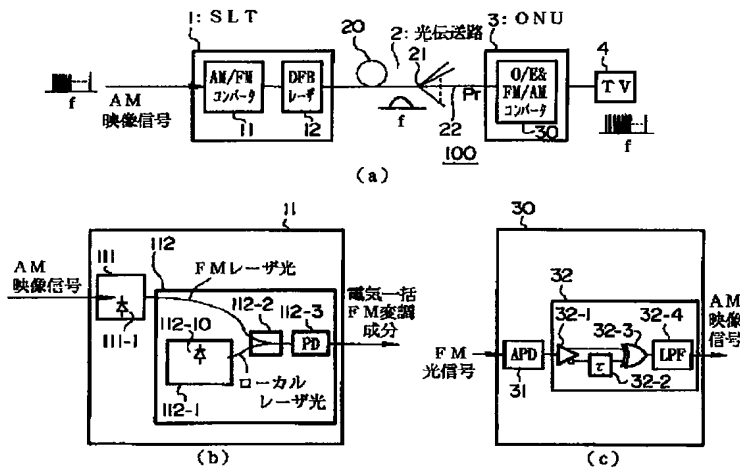 1: SLT
AM/FM
コンバータ
11
DFB
レーザ
12
f
AM
映像信号
20
2: 光伝送路
21
f
Pr
22
100
3: ONU
O/E&
FM/AM
コンバータ
30
4
TV
f
(a)
11
AM
映像信号
111
111-1
112
FMレーザ光
112-2
112-3
PD
112-10
112-1
ローカル
レーザ光
電気一括
FM変調
成分
(b)
30
FM
光信号
APD
31
32
32-1
32-3
32-4
LPF
τ
32-2
AM
映像
信号
(c)